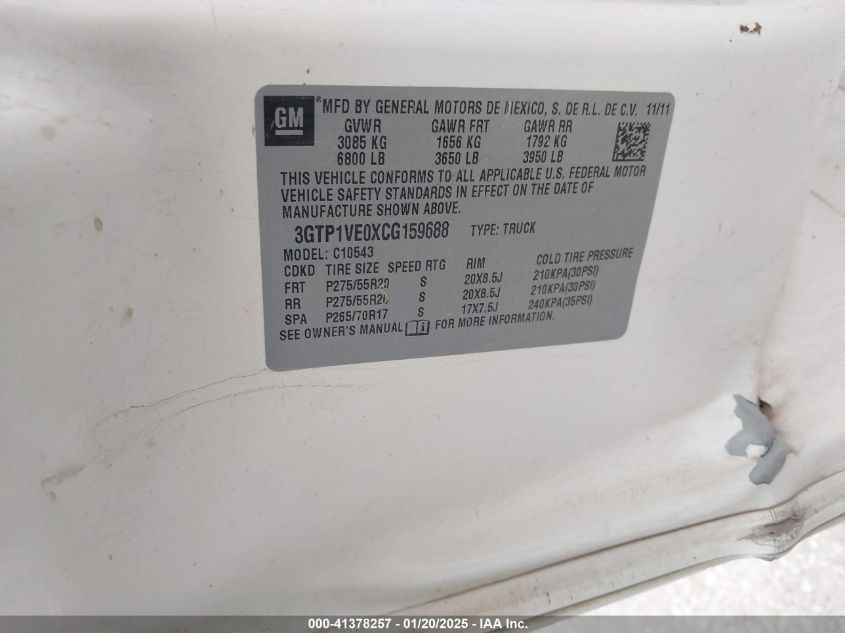 GM
®MFD BY GENERAL MOTORS DE MEXICO, S. DE R.L. DE C.V. 11/11
GVWR GAWR FRT GAWR RR
3085 KG 1656 KG 1792 KG
6800 LB 3650 LB 3950 LB
THIS VEHICLE CONFORMS TO ALL APPLICABLE U.S. FEDERAL MOTOR
VEHICLE SAFETY STANDARDS IN EFFECT ON THE DATE OF
MANUFACTURE SHOWN ABOVE.
3GTP1VE0XCG159688 TYPE: TRUCK
MODEL: C10543
CDKD TIRE SIZE SPEED RTG RIM COLD TIRE PRESSURE
FRT P275/55R20 S 20X8.5J 210KPA(30PSI)
RR P275/55R20 S 20X8.5J 210KPA(30PSI)
SPA P265/70R17 S 17X7.5J 240KPA(35PSI)
SEE OWNER'S MANUAL FOR MORE INFORMATION.
000-41378257 - 01/20/2025 - IAA Inc.